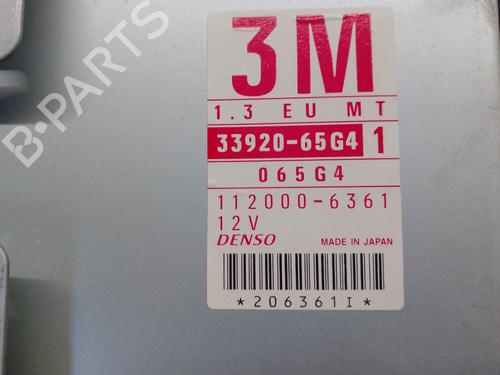 3M
1.3 EU MT
33920-65G4 1
065G4
112000-6361
12V
DENSO MADE IN JAPAN
*206361I*
B-PARTS